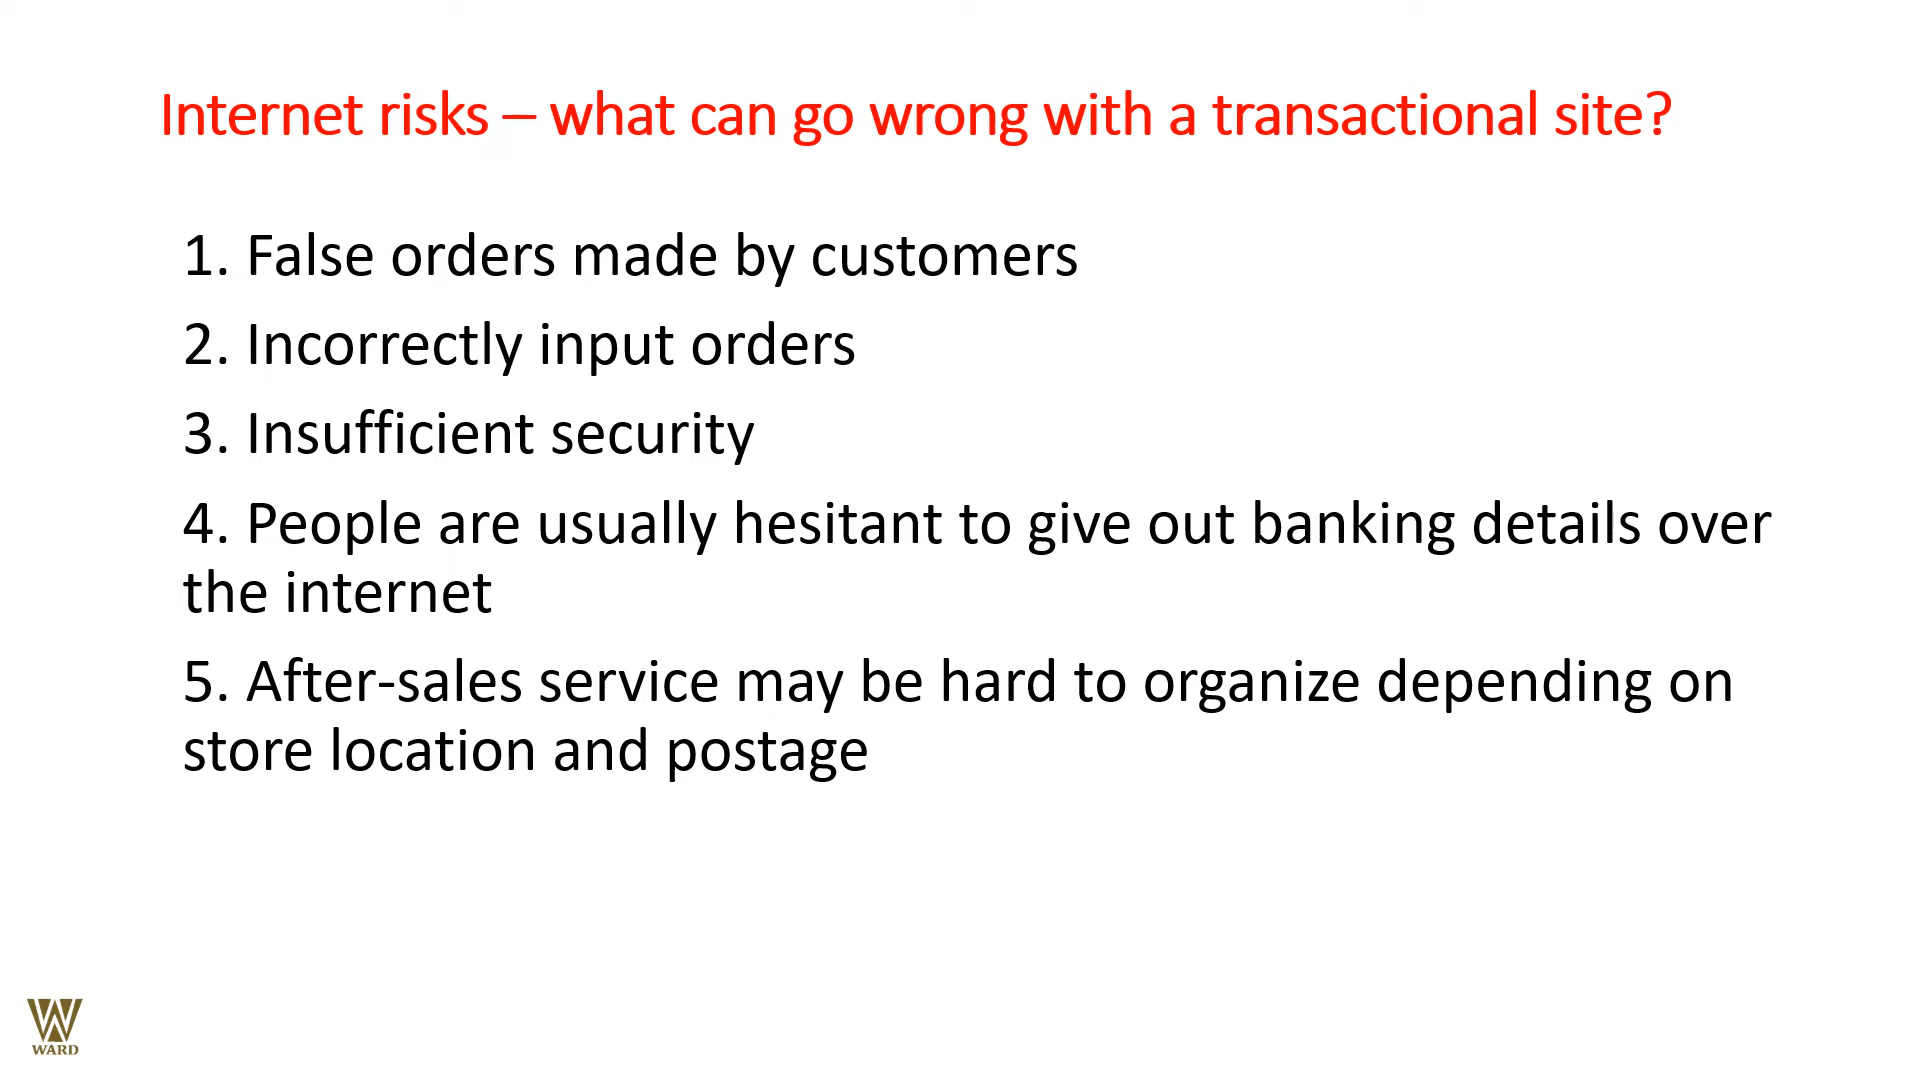 Internet risks – what can go wrong with a transactional site?
1. False orders made by customers
2. Incorrectly input orders
3. Insufficient security
4. People are usually hesitant to give out banking details over
the internet
5. After-sales service may be hard to organize depending on
store location and postage
WARD